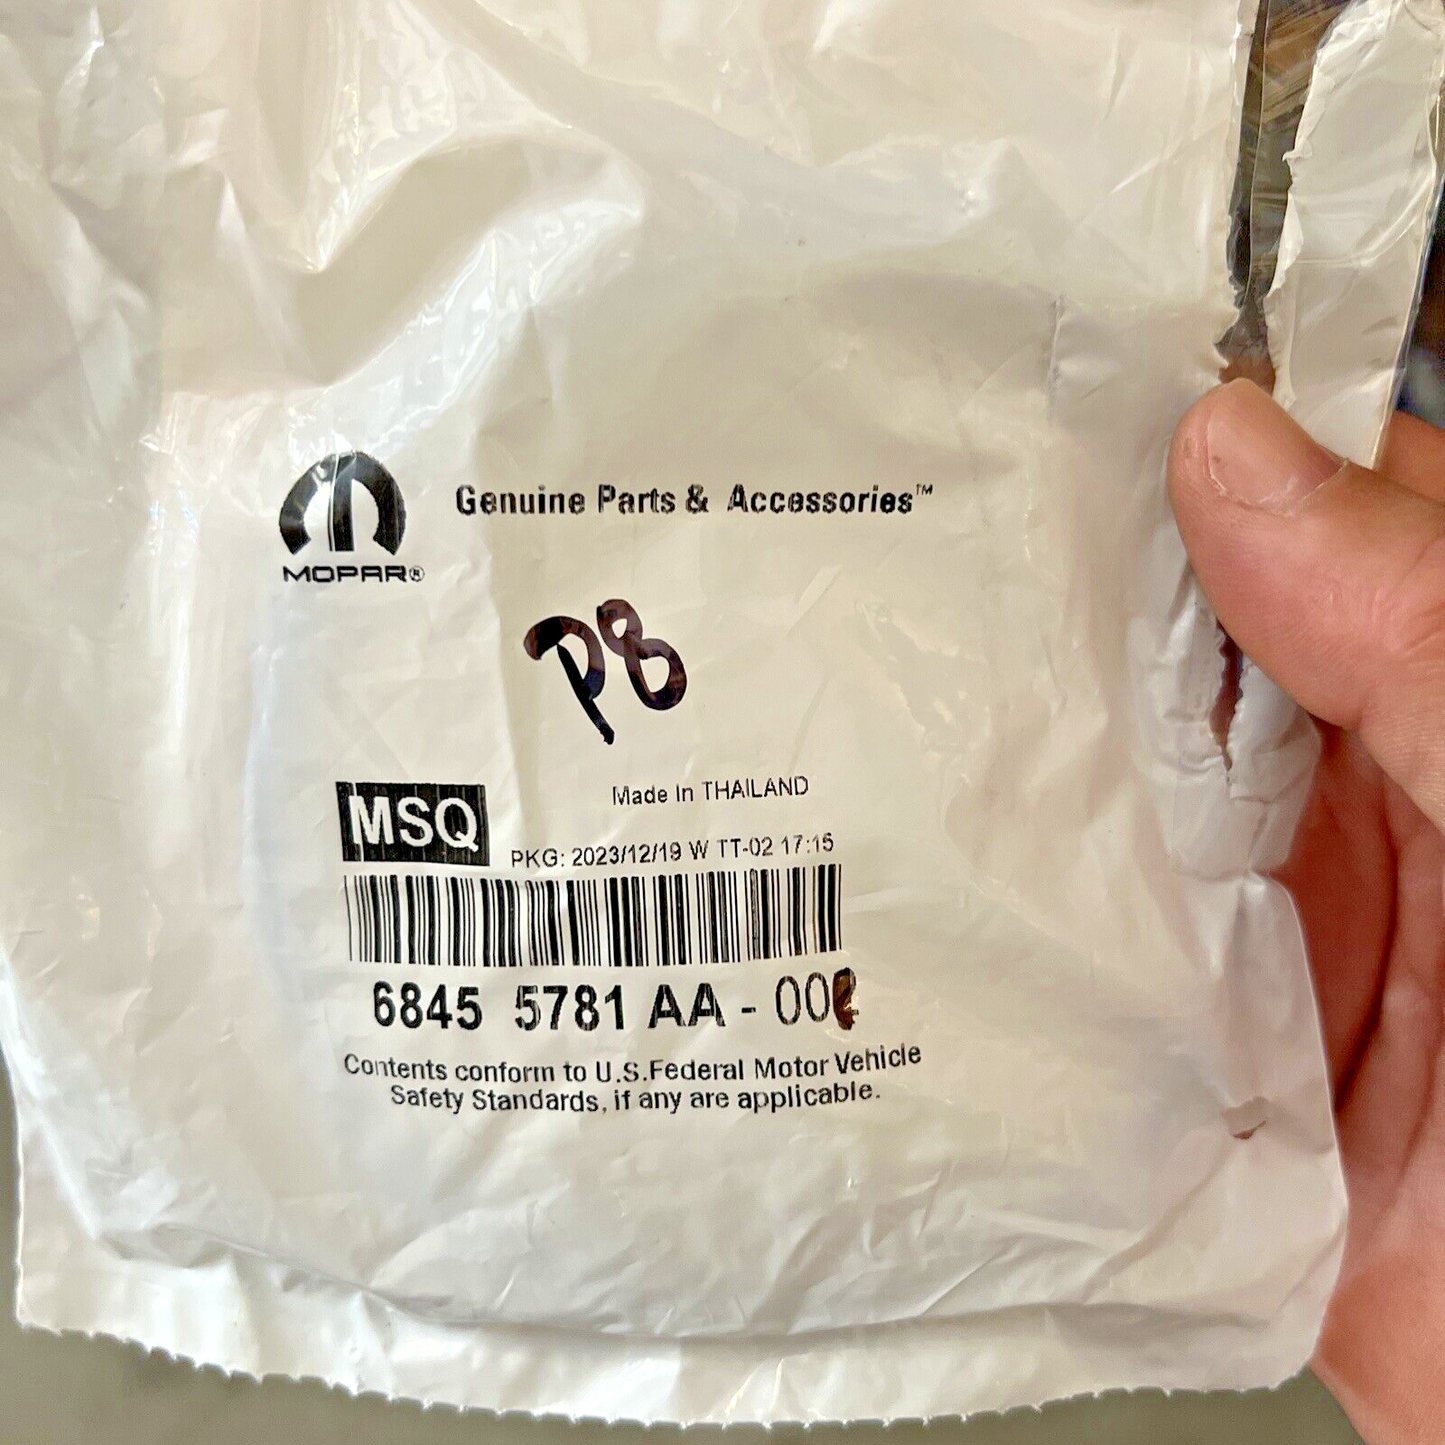 Genuine Parts & Accessories™
MOPAR®
P8
Made In THAILAND
MSQ
PKG: 2023/12/19 W TT-02 17:15
6845 5781 AA -
Contents conform to U.S.Federal Motor Vehicle
Safety Standards, if any are applicable.